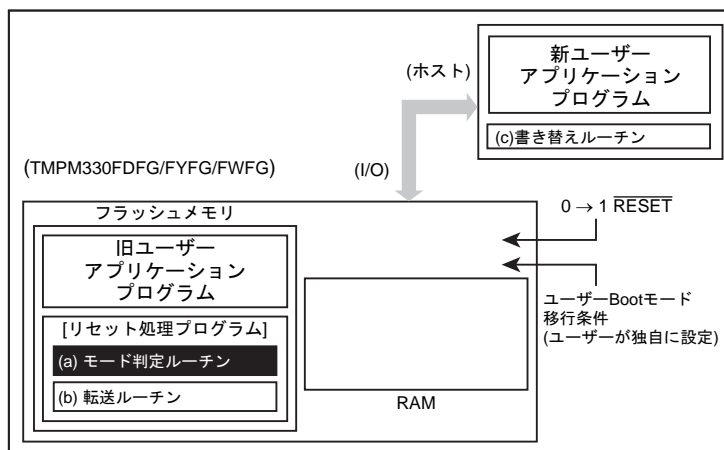 新ユーザー
アプリケーション
プログラム
(c)書き替えルーチン
(ホスト)
(I/O)
(TMPM330FDFG/FYFG/FWFG)
フラッシュメモリ
旧ユーザー
アプリケーション
プログラム
[リセット処理プログラム]
(a) モード判定ルーチン
(b) 転送ルーチン
RAM
0 → 1 RESET
ユーザーBootモード
移行条件
(ユーザーが独自に設定)